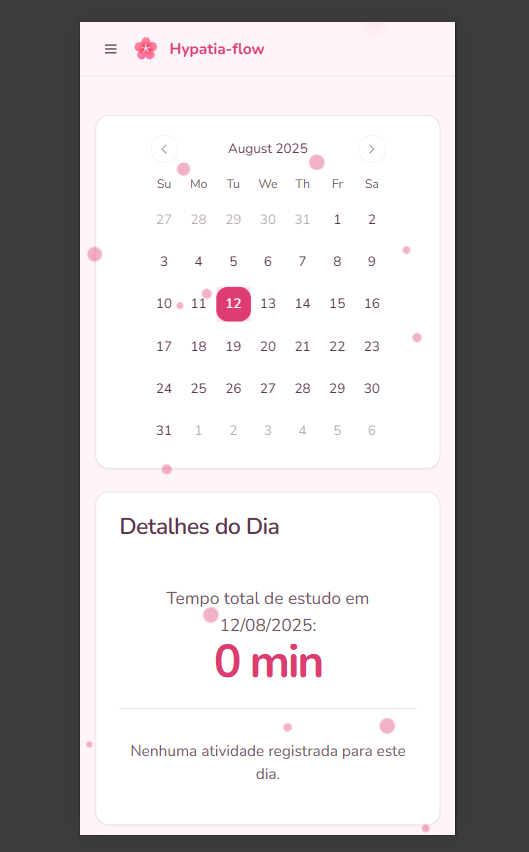 Hypatia-flow
August 2025
Su Mo Tu We Th Fr Sa
27 28 29 30 31 1 2
3 4 5 6 7 8 9
10 11 12 13 14 15 16
17 18 19 20 21 22 23
24 25 26 27 28 29 30
31 1 2 3 4 5 6
Detalhes do Dia
Tempo total de estudo em
12/08/2025:
0 min
Nenhuma atividade registrada para este
dia.